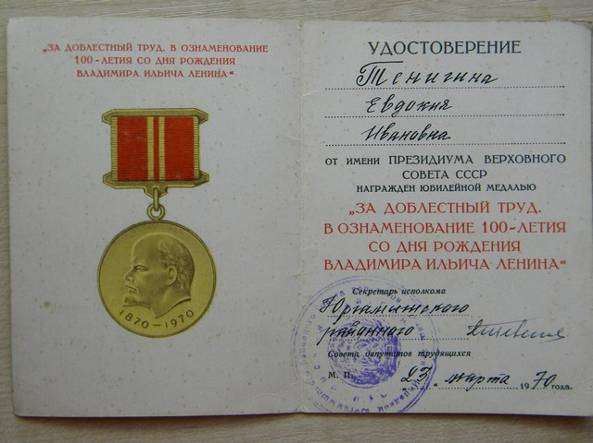 „ЗА ДОБЛЕСТНЫЙ ТРУД. В ОЗНАМЕНОВАНИЕ
100-ЛЕТИЯ СО ДНЯ РОЖДЕНИЯ
ВЛАДИМИРА ИЛЬИЧА ЛЕНИНА“
1870-1970
УДОСТОВЕРЕНИЕ
Тенигина
Евдокия
Ивановна
ОТ ИМЕНИ ПРЕЗИДИУМА ВЕРХОВНОГО
СОВЕТА СССР
НАГРАЖДЕН ЮБИЛЕЙНОЙ МЕДАЛЬЮ
„ЗА ДОБЛЕСТНЫЙ ТРУД.
В ОЗНАМЕНОВАНИЕ 100-ЛЕТИЯ
СО ДНЯ РОЖДЕНИЯ
ВЛАДИМИРА ИЛЬИЧА ЛЕНИНА“
Секретарь исполкома
районного
Совета депутатов трудящихся
М. П. 23 марта 1970 года.